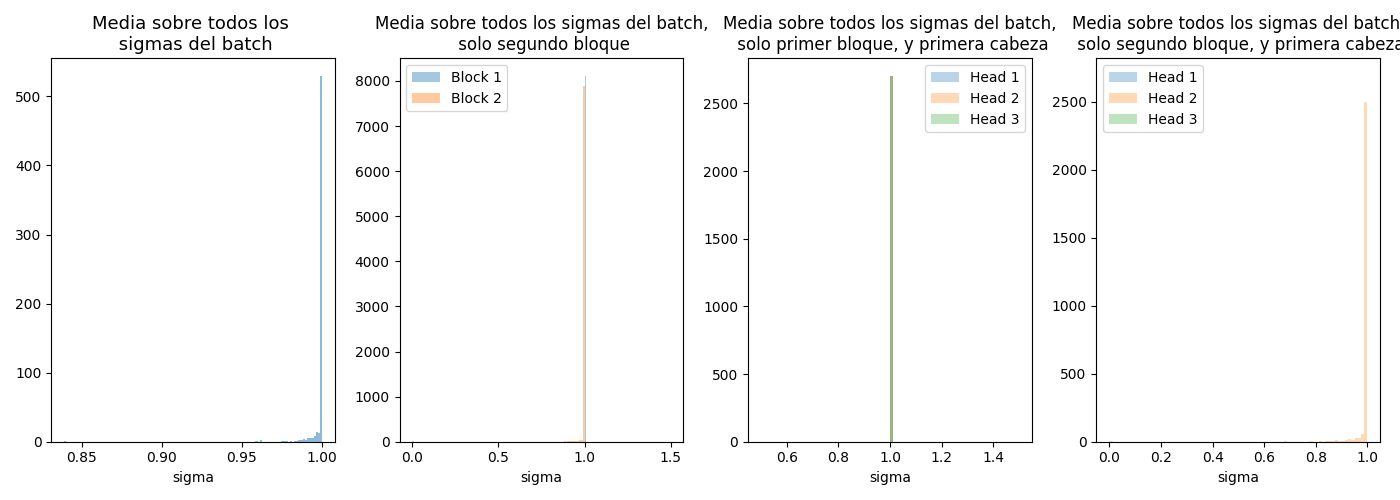 Media sobre todos los
sigmas del batch
500
400
300
200
100
0
0.85
0.90
0.95
1.00
sigma
Media sobre todos los sigmas del batch,
solo segundo bloque
Block 1
Block 2
8000
7000
6000
5000
4000
3000
2000
1000
0
0.0
0.5
1.0
1.5
sigma
Media sobre todos los sigmas del batch,
solo primer bloque, y primera cabeza
Head 1
Head 2
Head 3
2500
2000
1500
1000
500
0
0.6
0.8
1.0
1.2
1.4
sigma
Media sobre todos los sigmas del batch
solo segundo bloque, y primera cabeza
Head 1
Head 2
Head 3
2500
2000
1500
1000
500
0
0.0
0.2
0.4
0.6
0.8
1.0
sigma